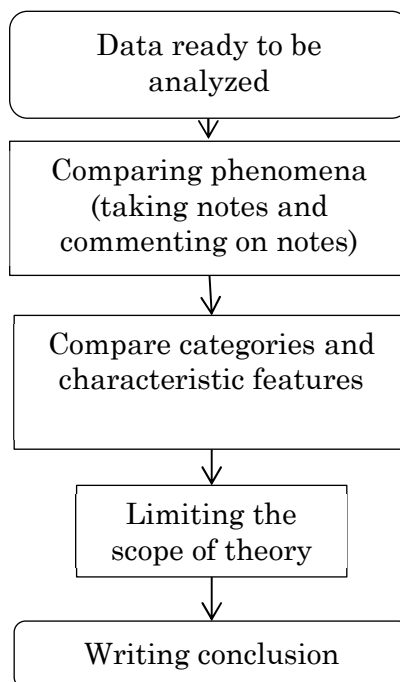 Data ready to be
analyzed
Comparing phenomena
(taking notes and
commenting on notes)
Compare categories and
characteristic features
Limiting the
scope of theory
Writing conclusion